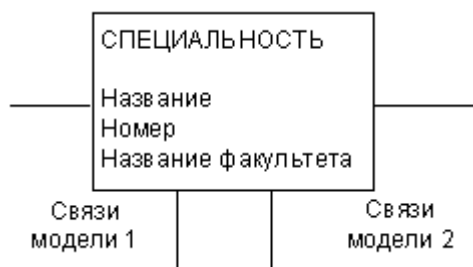 СПЕЦИАЛЬНОСТЬ
Название
Номер
Название факультета
Связи
модели 1
Связи
модели 2